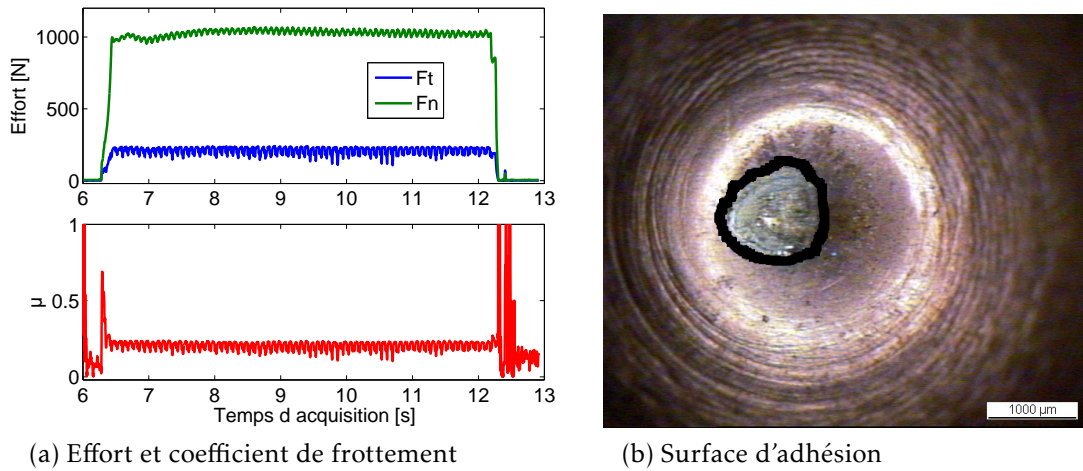 1000
500
0
Effort [N]
Ft
Fn
6 7 8 9 10 11 12 13
1
0.5
0
µ
6 7 8 9 10 11 12 13
Temps d acquisition [s]
(a) Effort et coefficient de frottement
1000 µm
(b) Surface d'adhésion